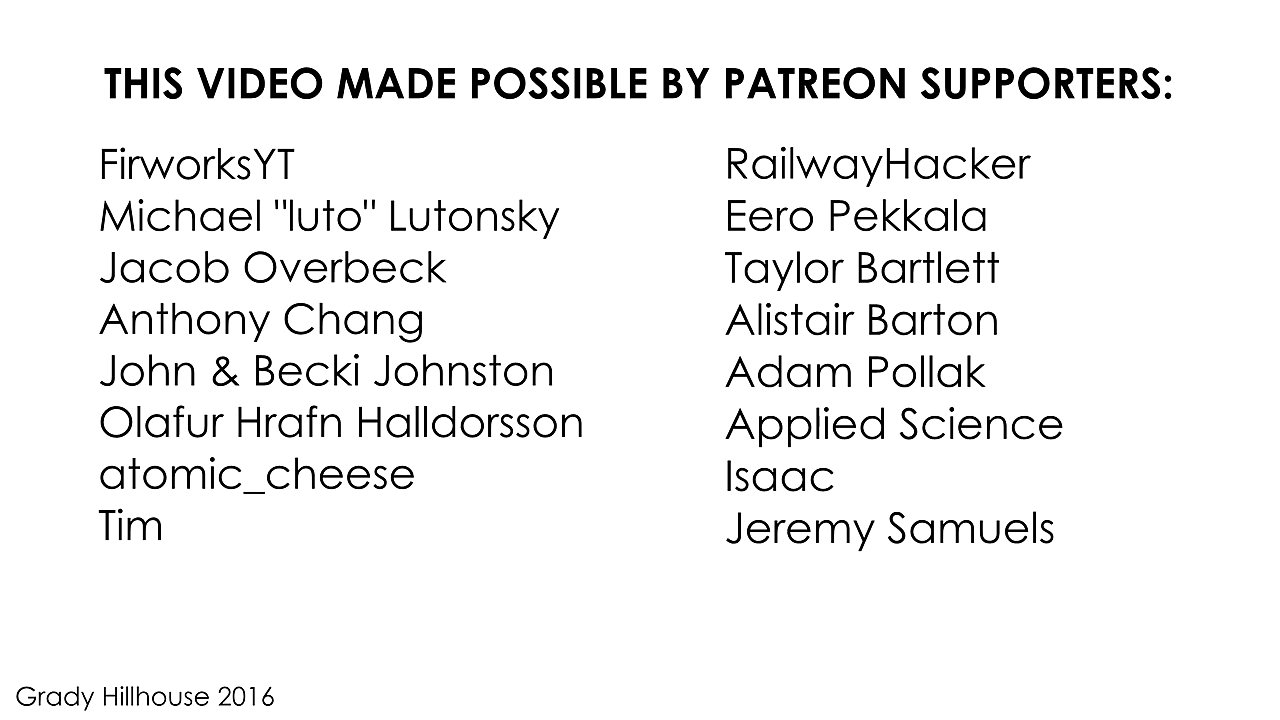 THIS VIDEO MADE POSSIBLE BY PATREON SUPPORTERS:
FirworksYT
Michael "luto" Lutonsky
Jacob Overbeck
Anthony Chang
John & Becki Johnston
Olafur Hrafn Halldorsson
atomic_cheese
Tim
RailwayHacker
Eero Pekkala
Taylor Bartlett
Alistair Barton
Adam Pollak
Applied Science
Isaac
Jeremy Samuels
Grady Hillhouse 2016